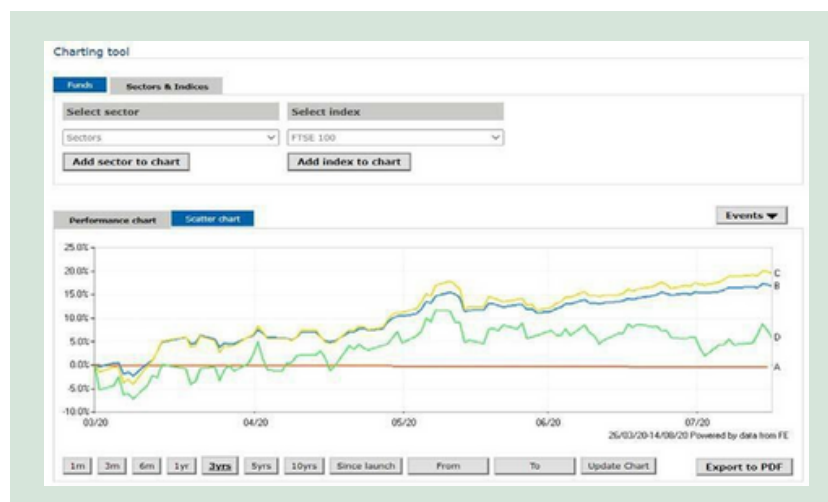 Charting tool
Funds Sectors & Indices
Select sector Select index
Sectors FTSE 100
Add sector to chart Add index to chart
Performance chart Scatter chart Events
25.0%
20.0%
15.0%
10.0%
5.0%
0.0%
-5.0%
-10.0%
C
B
D
A
03/20 04/20 05/20 06/20 07/20
26/03/20-14/08/20 Powered by data from FE
1m 3m 6m 1yr 3yrs 5yrs 10yrs Since launch From To Update Chart Export to PDF